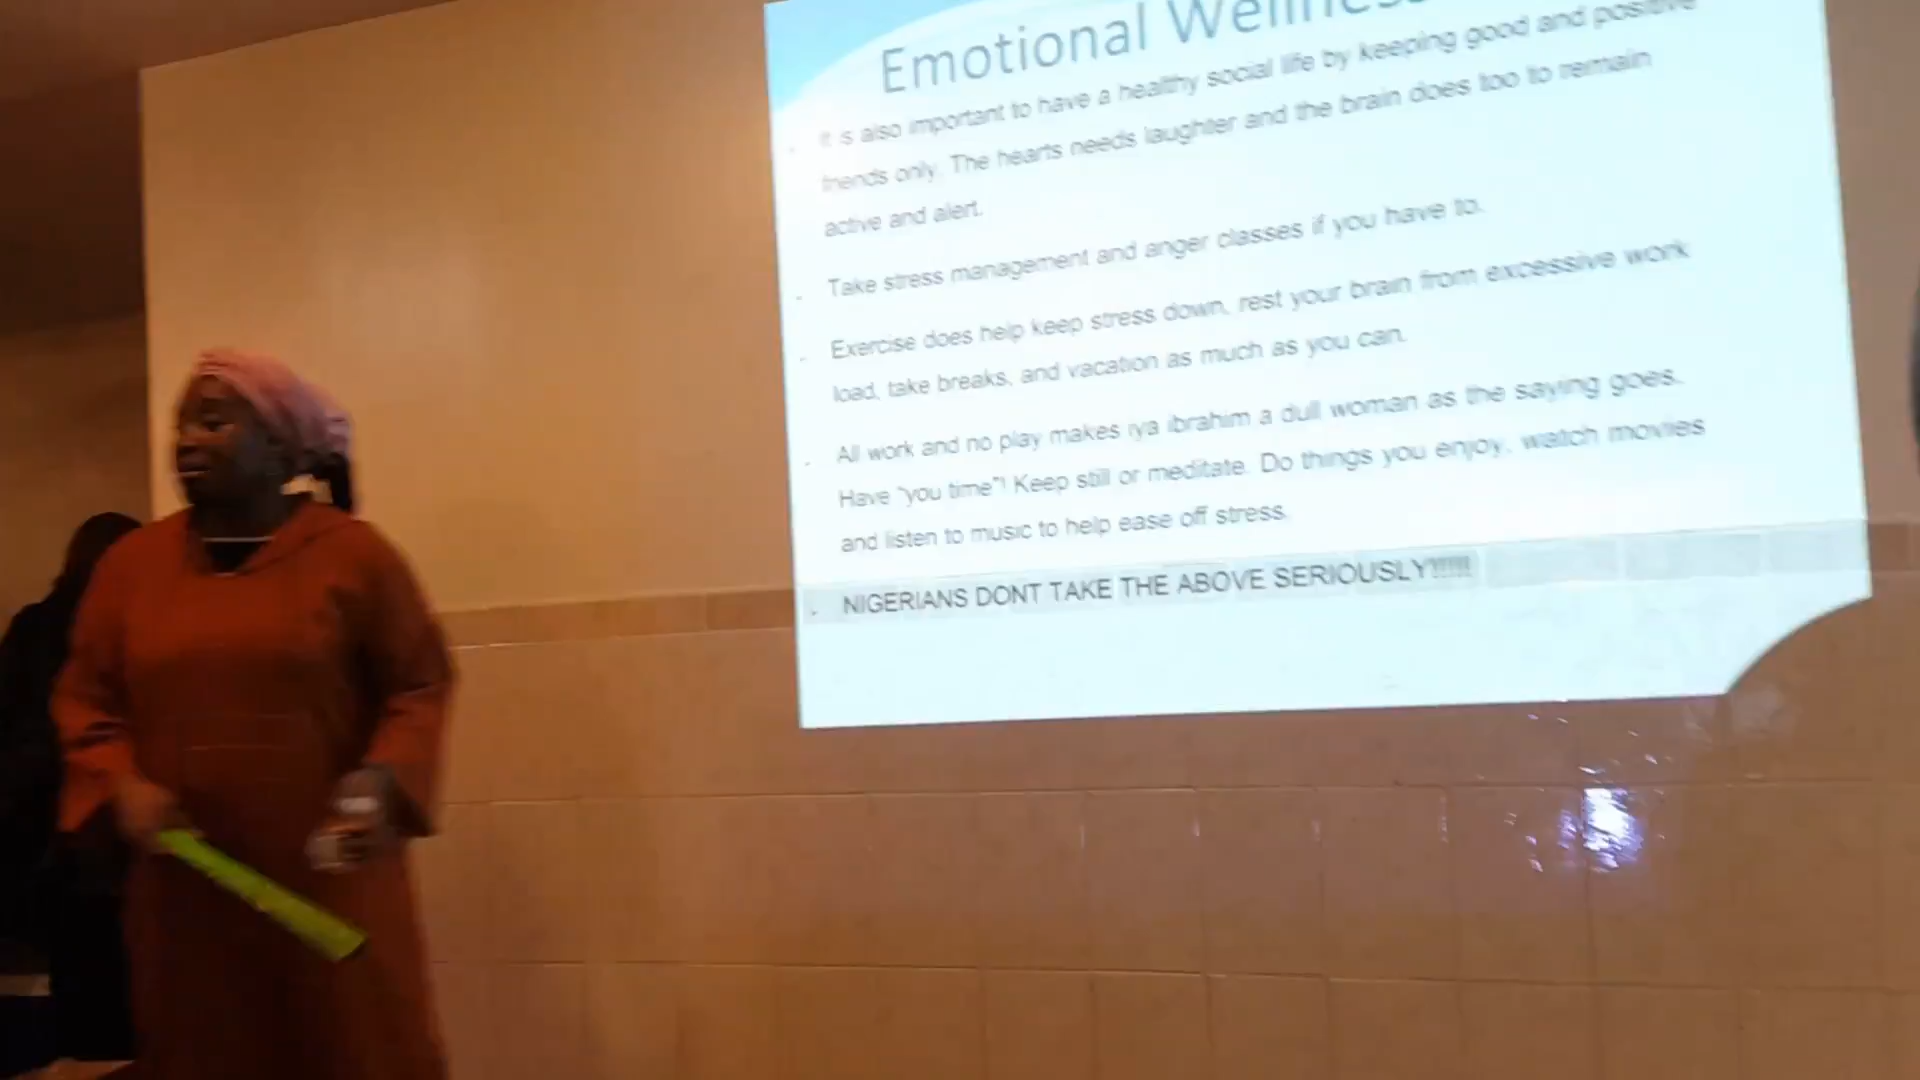 Emotional Wellness
It is also important to have a healthy social life by keeping good and positive
friends only. The hearts needs laughter and the brain does too to remain
active and alert.
Take stress management and anger classes if you have to.
Exercise does help keep stress down, rest your brain from excessive work
load, take breaks, and vacation as much as you can.
All work and no play makes iya ibrahim a dull woman as the saying goes.
Have "you time"! Keep still or meditate. Do things you enjoy, watch movies
and listen to music to help ease off stress.
NIGERIANS DONT TAKE THE ABOVE SERIOUSLY!!!!!!